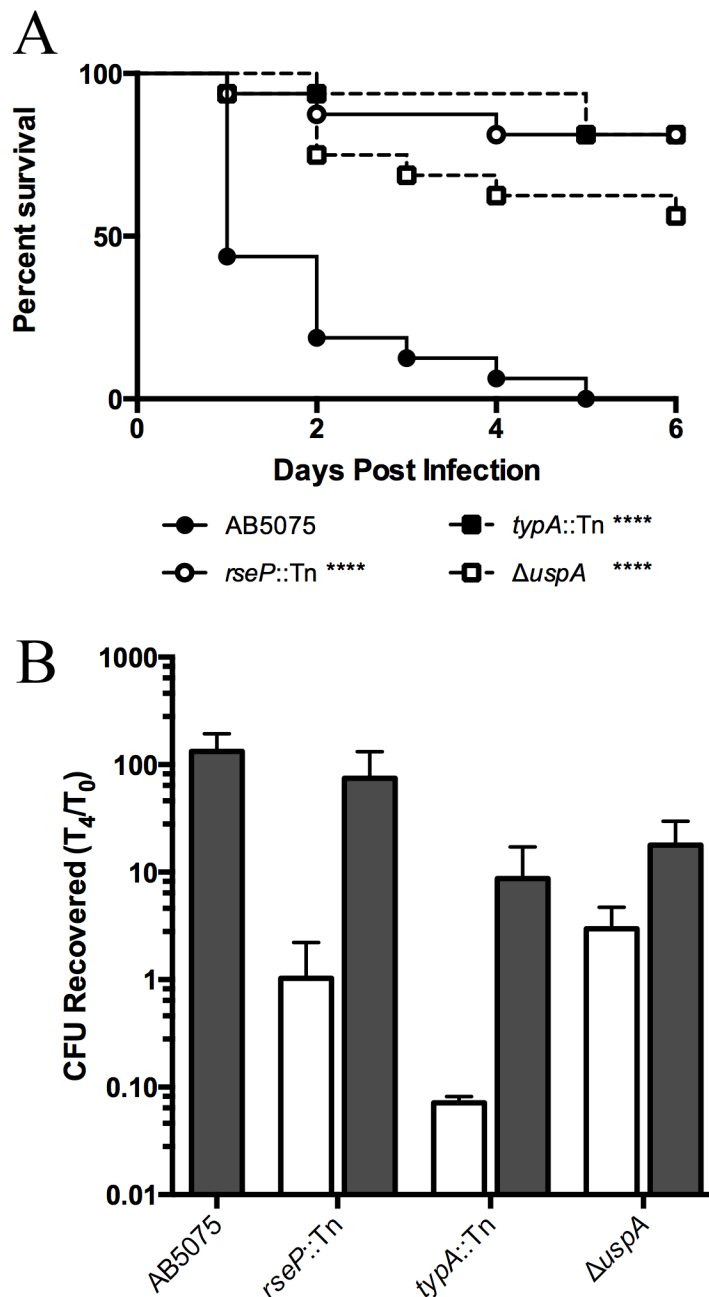 A
Percent survival
100
50
0
0 2 4 6
Days Post Infection
AB5075
typA::Tn ****
rseP::Tn ****
ΔuspA ****
B
CFU Recovered (T4/T0)
1000
100
10
1
0.10
0.01
AB5075
rseP::Tn
typA::Tn
ΔuspA